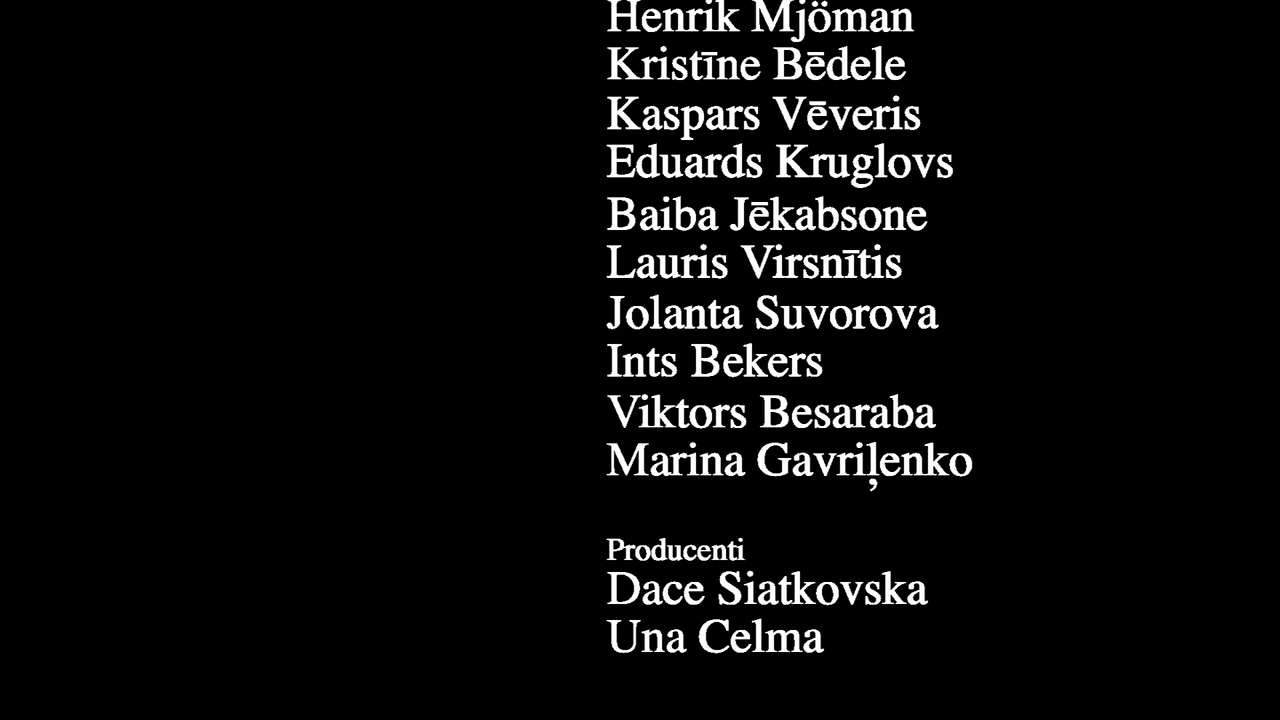 Henrik Mjöman
Kristīne Bēdele
Kaspars Vēveris
Eduards Kruglovs
Baiba Jēkabsone
Lauris Virsnītis
Jolanta Suvorova
Ints Bekers
Viktors Besaraba
Marina Gavriļenko
Producenti
Dace Siatkovska
Una Celma